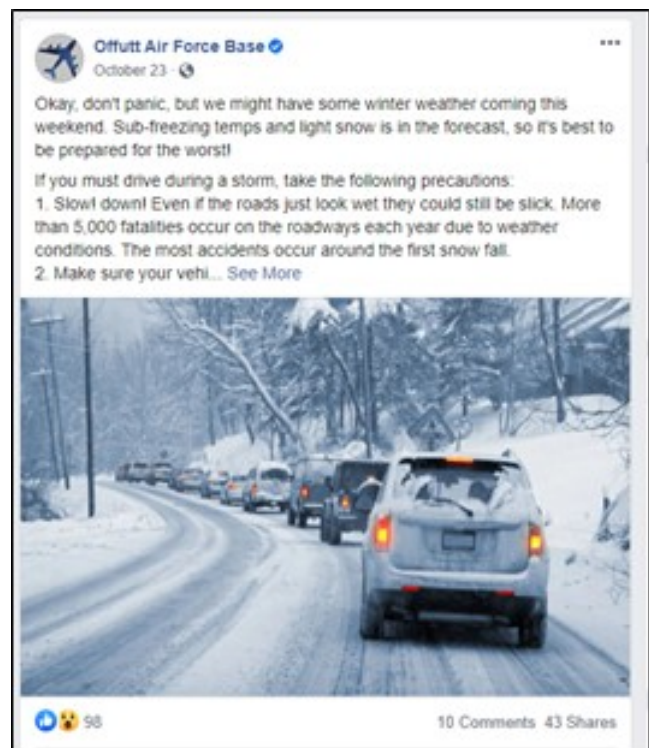 Offutt Air Force Base
October 23 ·
Okay, don't panic, but we might have some winter weather coming this
weekend. Sub-freezing temps and light snow is in the forecast, so it's best to
be prepared for the worst!
If you must drive during a storm, take the following precautions:
1. Slow! down! Even if the roads just look wet they could still be slick. More
than 5,000 fatalities occur on the roadways each year due to weather
conditions. The most accidents occur around the first snow fall.
2. Make sure your vehi... See More
98
10 Comments 43 Shares